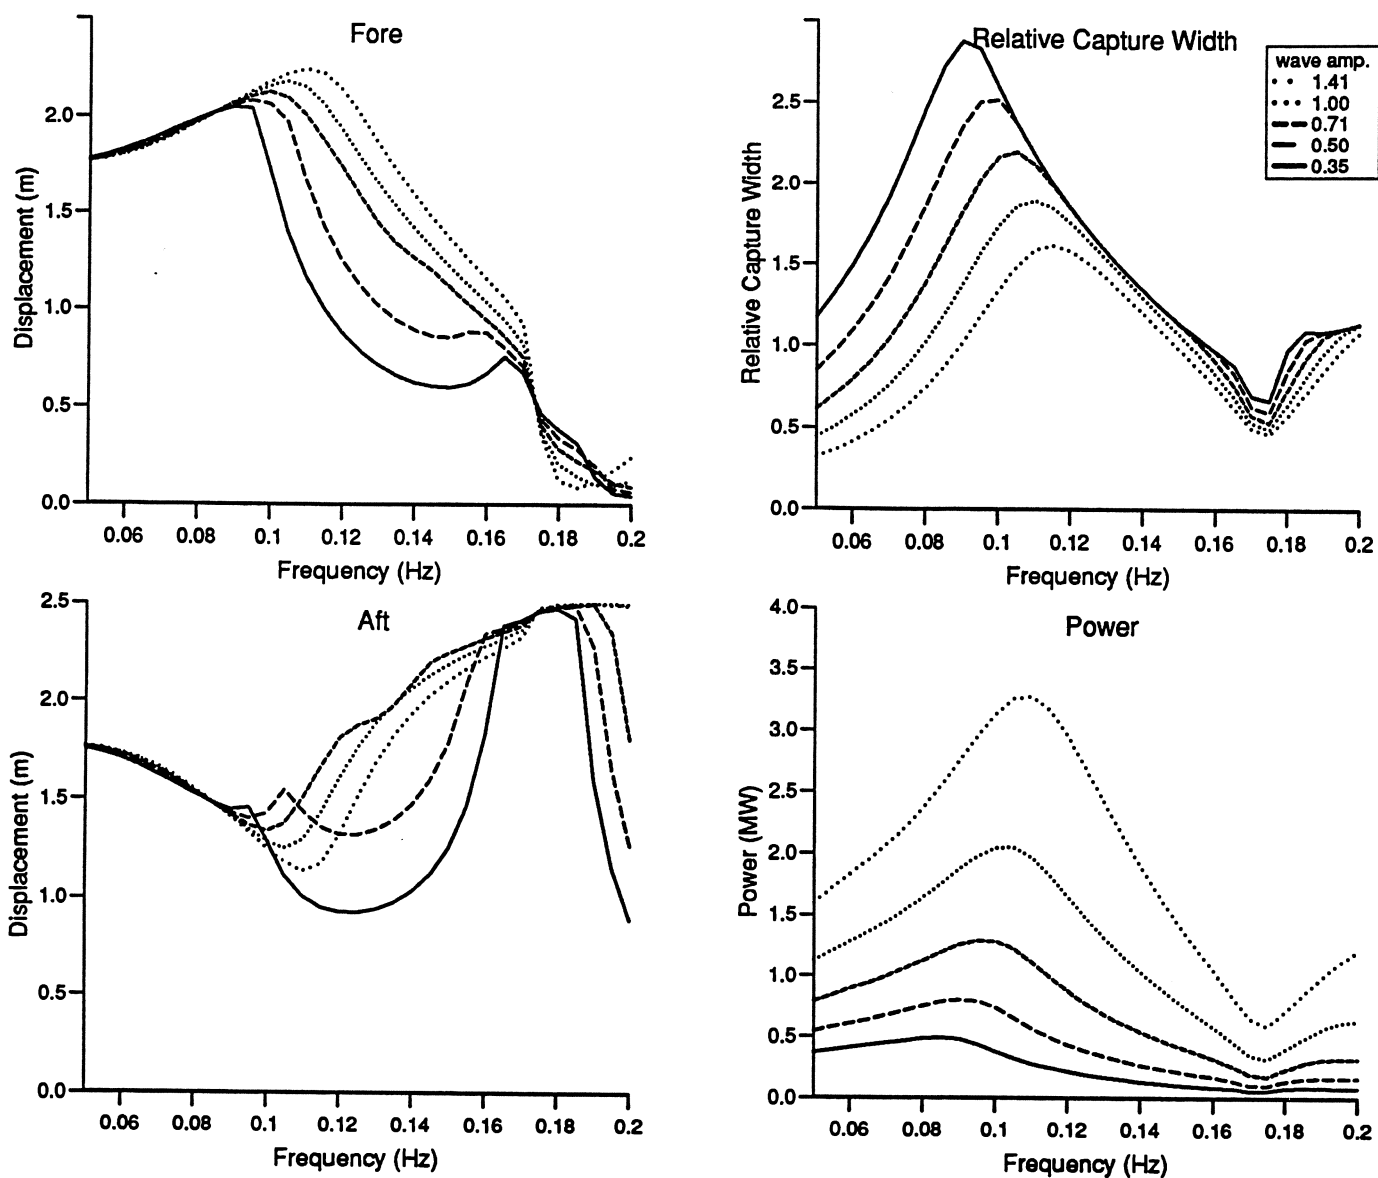 Fore
Displacement (m)
2.0
1.5
1.0
0.5
0.0
0.06 0.08 0.1 0.12 0.14 0.16 0.18 0.2
Frequency (Hz)
Relative Capture Width
wave amp.
1.41
1.00
0.71
0.50
0.35
Relative Capture Width
2.5
2.0
1.5
1.0
0.5
0.0
0.06 0.08 0.1 0.12 0.14 0.16 0.18 0.2
Frequency (Hz)
Aft
Displacement (m)
2.5
2.0
1.5
1.0
0.5
0.0
0.06 0.08 0.1 0.12 0.14 0.16 0.18 0.2
Frequency (Hz)
Power
Power (MW)
4.0
3.5
3.0
2.5
2.0
1.5
1.0
0.5
0.0
0.06 0.08 0.1 0.12 0.14 0.16 0.18 0.2
Frequency (Hz)